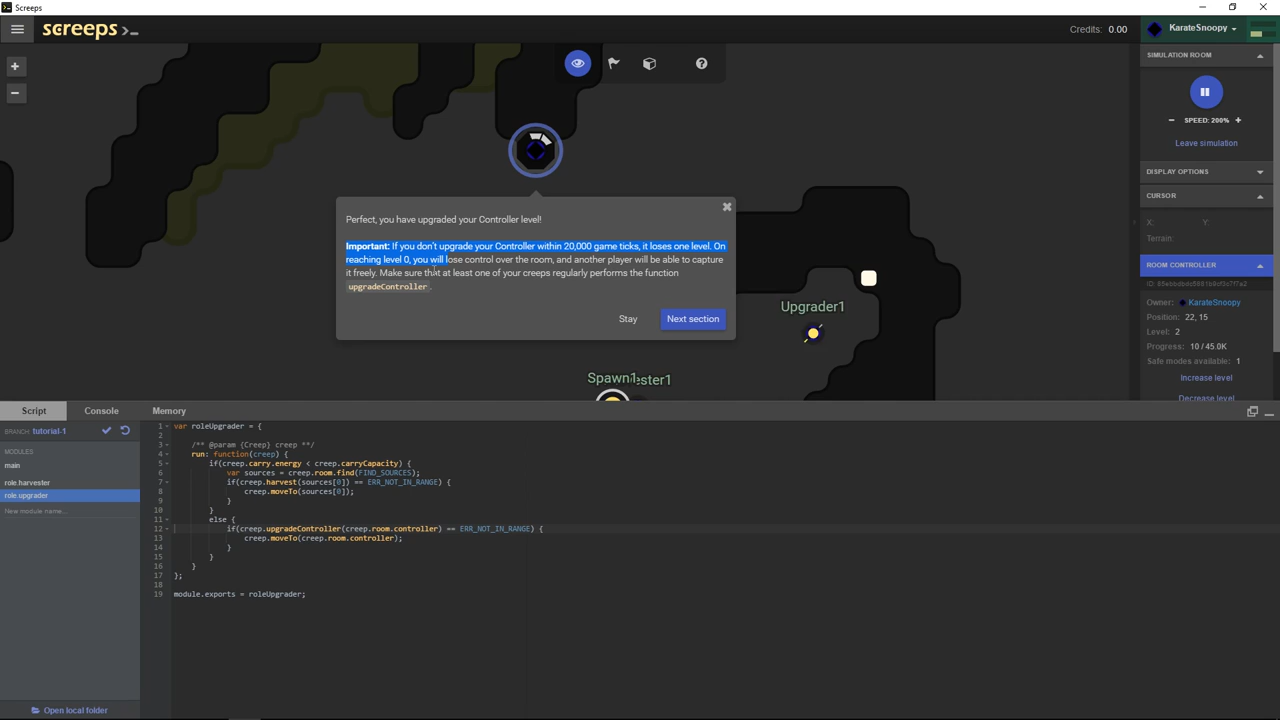 Screeps
screeps
Credits: 0.00
KarateSnoopy
SIMULATION ROOM
SPEED: 200%
Leave simulation
DISPLAY OPTIONS
CURSOR
X: Y:
Terrain:
ROOM CONTROLLER
Owner: KarateSnoopy
Position: 22, 15
Level: 2
Progress: 10 / 45.0K
Safe modes available: 1
Increase level
Decrease level
Perfect, you have upgraded your Controller level!
Important: If you don't upgrade your Controller within 20,000 game ticks, it loses one level. On
reaching level 0, you will lose control over the room, and another player will be able to capture
it freely. Make sure that at least one of your creeps regularly performs the function
upgradeController .
Stay
Next section
Upgrader1
Spawn1
ester1
Script
Console
Memory
BRANCH: tutorial-1
MODULES
main
role.harvester
role.upgrader
New module name...
Open local folder
1 var roleUpgrader = {
2
3 /** @param {Creep} creep **/
4 run: function(creep) {
5 if(creep.carry.energy < creep.carryCapacity) {
6 var sources = creep.room.find(FIND_SOURCES);
7 if(creep.harvest(sources[0]) == ERR_NOT_IN_RANGE) {
8 creep.moveTo(sources[0]);
9 }
10 }
11 else {
12 if(creep.upgradeController(creep.room.controller) == ERR_NOT_IN_RANGE) {
13 creep.moveTo(creep.room.controller);
14 }
15 }
16 }
17 };
18
19 module.exports = roleUpgrader;